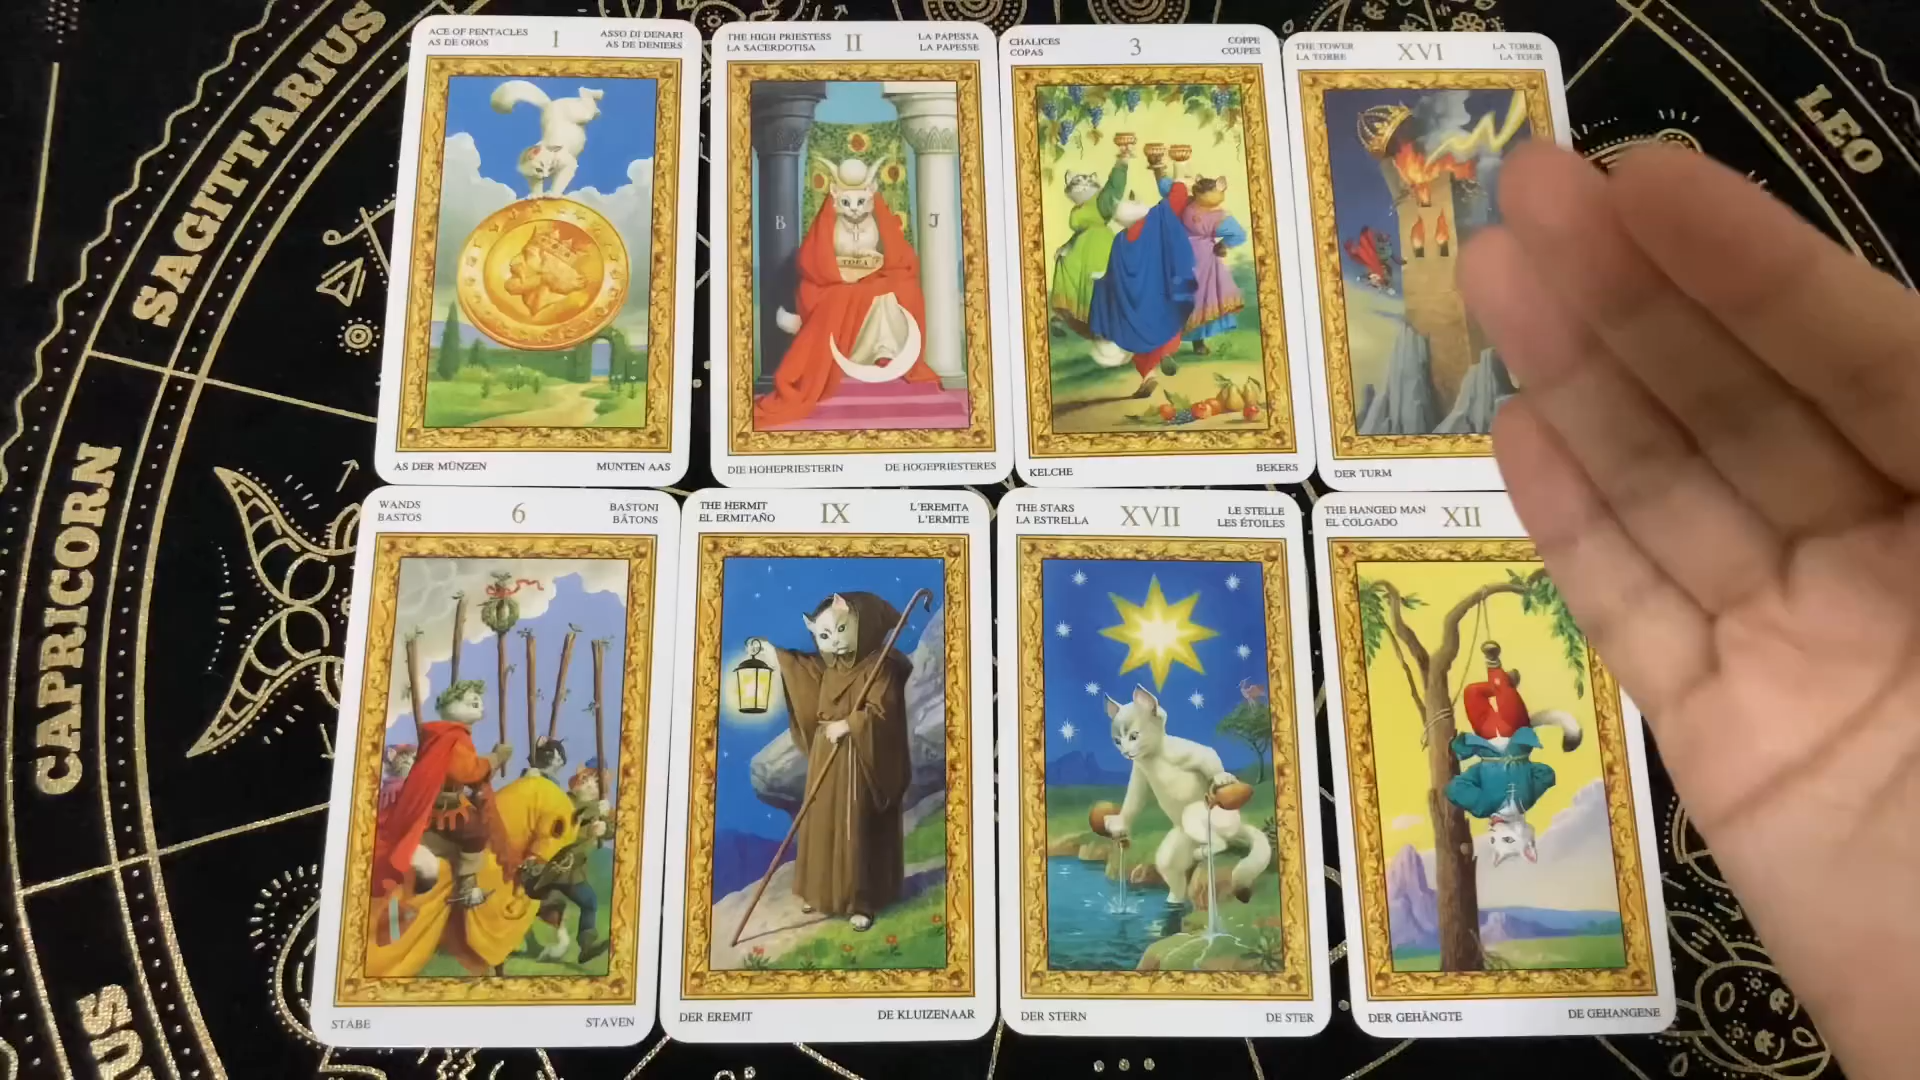 ACE OF PENTACLES
AS DE OROS
I
ASSO DI DENARI
AS DE DENIERS
AS DER MÜNZEN
MUNTEN AAS
THE HIGH PRIESTESS
LA SACERDOTISA
II
LA PAPESSA
LA PAPESSE
B
J
TORA
DIE HOHEPRIESTERIN
DE HOGEPRIESTERES
CHALICES
COPAS
3
COPPE
COUPES
KELCHE
BEKERS
THE TOWER
LA TORRE
XVI
LA TORRE
LA TOUR
DER TURM
WANDS
BASTOS
6
BASTONI
BÂTONS
STÄBE
STAVEN
THE HERMIT
EL ERMITAÑO
IX
L'EREMITA
L'ERMITE
DER EREMIT
DE KLUIZENAAR
THE STARS
LA ESTRELLA
XVII
LE STELLE
LES ÉTOILES
DER STERN
DE STER
THE HANGED MAN
EL COLGADO
XII
DER GEHÄNGTE
DE GEHANGENE
SAGITTARIUS
CAPRICORN
LEO